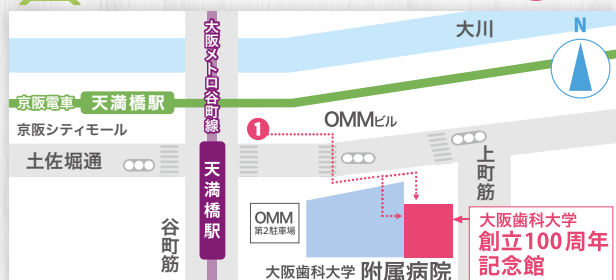 大川
N
大阪メトロ谷町線
京阪電車 天満橋駅
京阪シティモール
1
OMMビル
土佐堀通
天満橋駅
上町筋
谷町筋
OMM
第2駐車場
大阪歯科大学
創立100周年
記念館
大阪歯科大学 附属病院